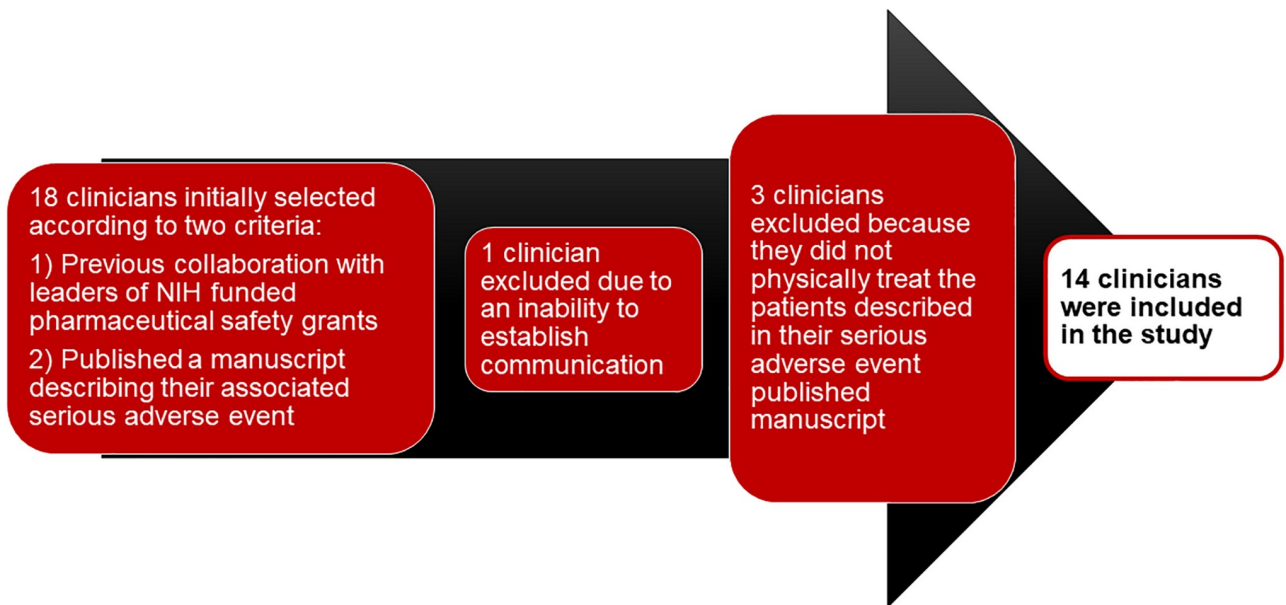 18 clinicians initially selected
according to two criteria:
1) Previous collaboration with
leaders of NIH funded
pharmaceutical safety grants
2) Published a manuscript
describing their associated
serious adverse event
1 clinician
excluded due to
an inability to
establish
communication
3 clinicians
excluded because
they did not
physically treat the
patients described
in their serious
adverse event
published
manuscript
14 clinicians
were included
in the study